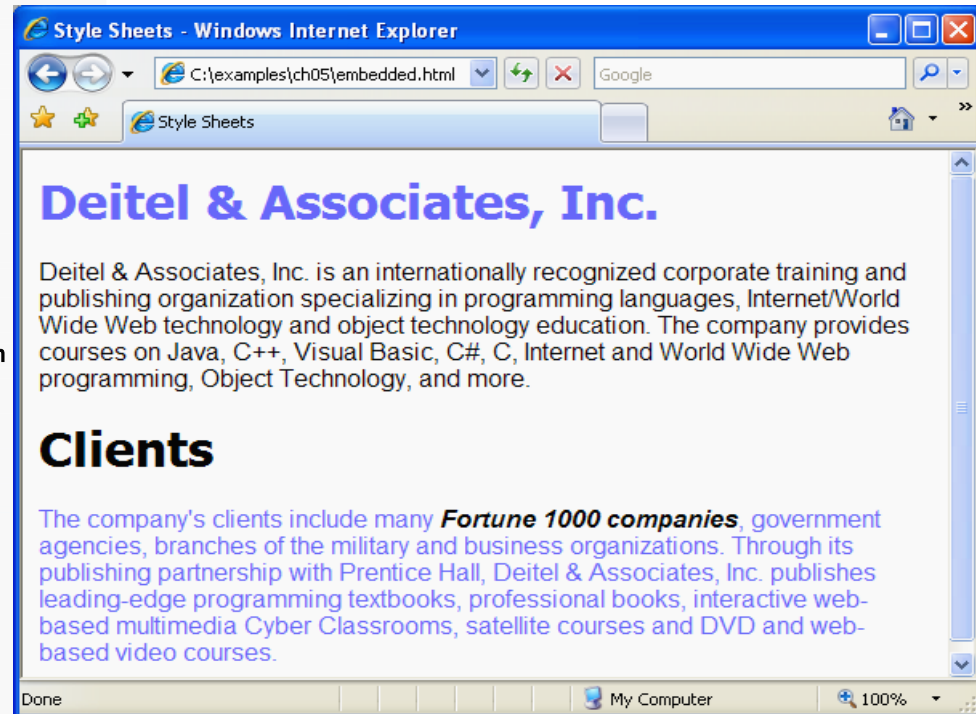 Style Sheets - Windows Internet Explorer
C:\examples\ch05\embedded.html
Google
Style Sheets
»
Deitel & Associates, Inc.
Deitel & Associates, Inc. is an internationally recognized corporate training and
publishing organization specializing in programming languages, Internet/World
Wide Web technology and object technology education. The company provides
courses on Java, C++, Visual Basic, C#, C, Internet and World Wide Web
programming, Object Technology, and more.
Clients
The company's clients include many Fortune 1000 companies, government
agencies, branches of the military and business organizations. Through its
publishing partnership with Prentice Hall, Deitel & Associates, Inc. publishes
leading-edge programming textbooks, professional books, interactive web-
based multimedia Cyber Classrooms, satellite courses and DVD and web-
based video courses.
Done My Computer 100%